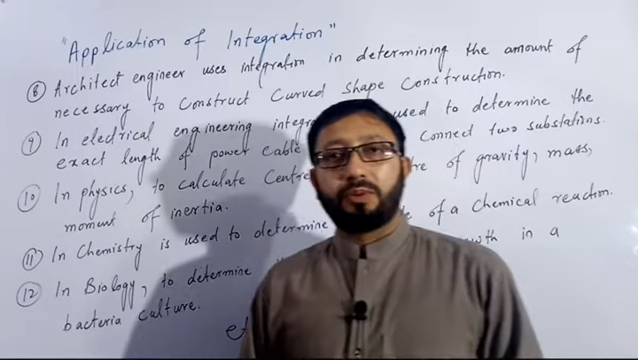 "Application of Integration"
⑧ Architect engineer uses integration in determining the amount of
necessary to construct Curved Shape Construction.
⑨ In electrical engineering used to determine the
exact length of power cable connect two substations.
⑩ In physics, to calculate Centre of gravity, mass,
moment of inertia.
⑪ In Chemistry is used to determine of a Chemical reaction.
⑫ In Biology, to determine in a
bacteria culture.